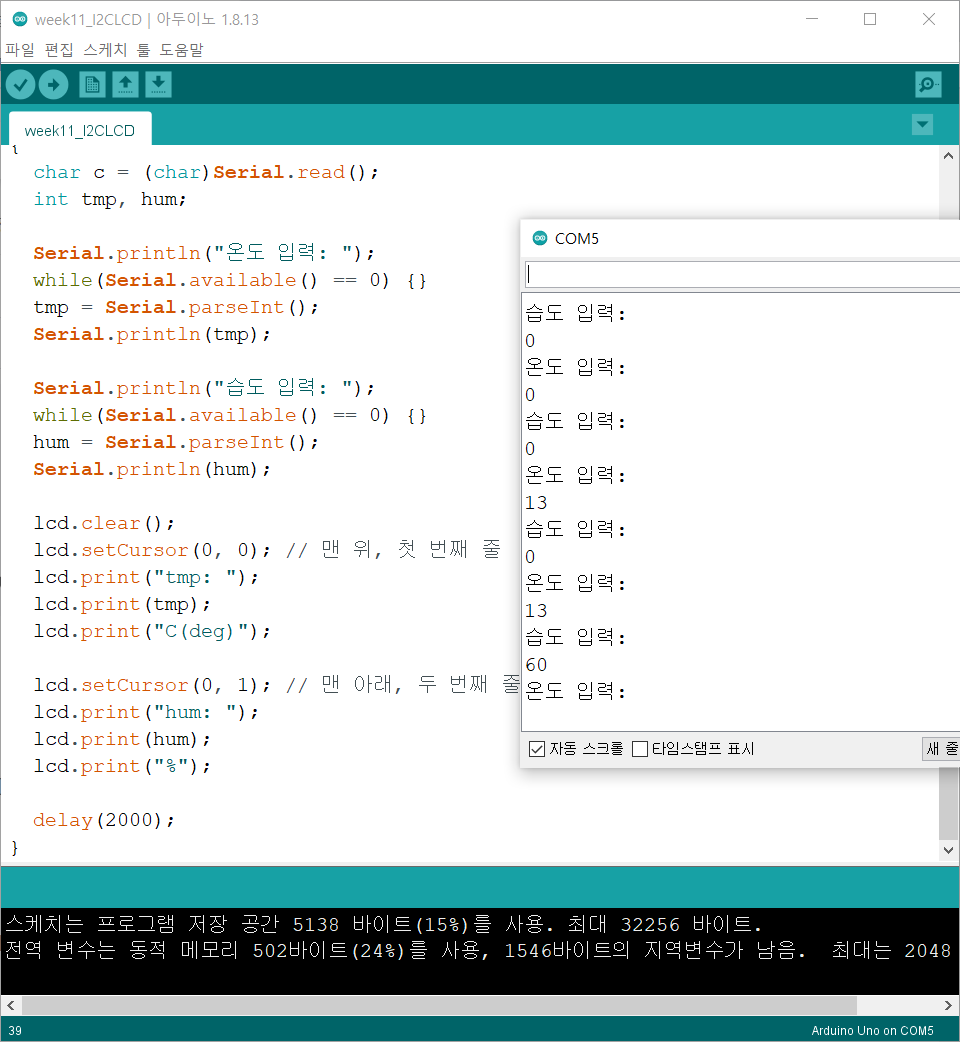 week11_I2CLCD | 아두이노 1.8.13
파일 편집 스케치 툴 도움말
week11_I2CLCD
{
char c = (char)Serial.read();
int tmp, hum;
Serial.println("온도 입력: ");
while(Serial.available() == 0) {}
tmp = Serial.parseInt();
Serial.println(tmp);
Serial.println("습도 입력: ");
while(Serial.available() == 0) {}
hum = Serial.parseInt();
Serial.println(hum);
lcd.clear();
lcd.setCursor(0, 0); // 맨 위, 첫 번째 줄
lcd.print("tmp: ");
lcd.print(tmp);
lcd.print("C(deg)");
lcd.setCursor(0, 1); // 맨 아래, 두 번째 줄
lcd.print("hum: ");
lcd.print(hum);
lcd.print("%");
delay(2000);
}
COM5
습도 입력:
0
온도 입력:
0
습도 입력:
0
온도 입력:
13
습도 입력:
0
온도 입력:
13
습도 입력:
60
온도 입력:
자동 스크롤 타임스탬프 표시 새 줄
스케치는 프로그램 저장 공간 5138 바이트(15%)를 사용. 최대 32256 바이트.
전역 변수는 동적 메모리 502바이트(24%)를 사용, 1546바이트의 지역변수가 남음. 최대는 2048
39
Arduino Uno on COM5